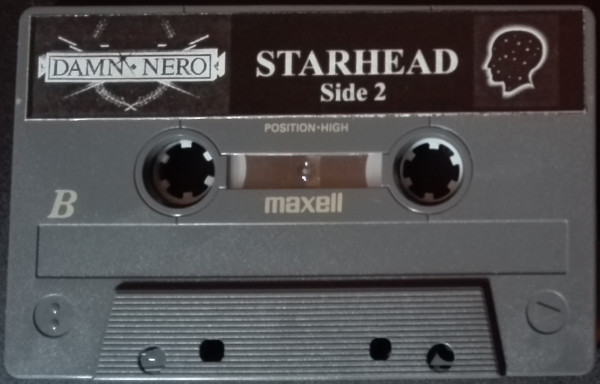 DAMN·NERO
STARHEAD
Side 2
POSITION·HIGH
B
maxell